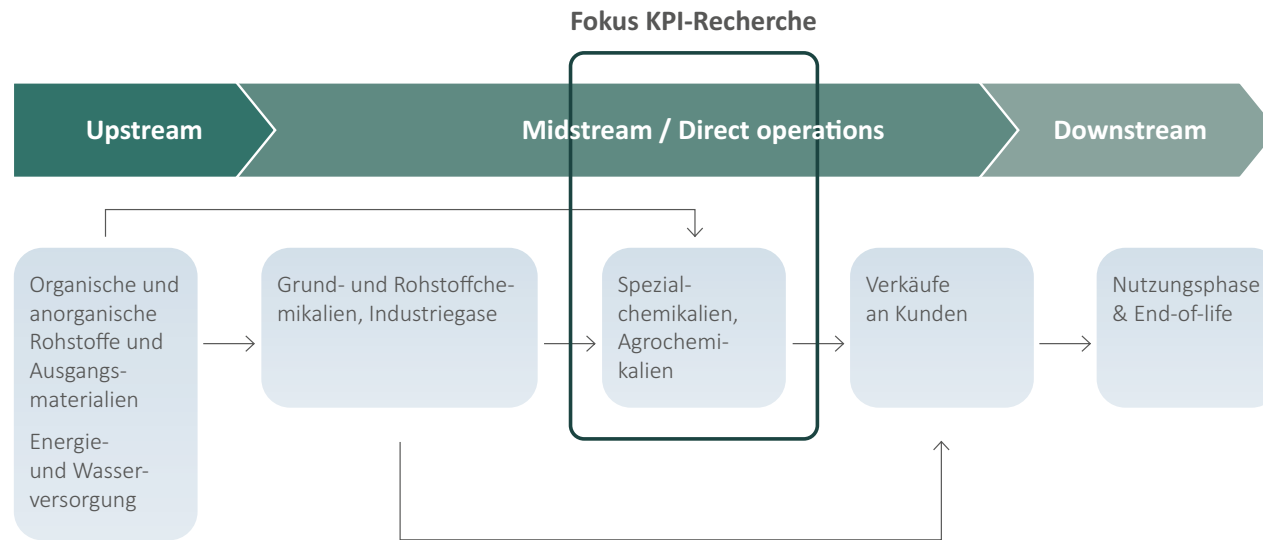 Fokus KPI-Recherche
Upstream
Midstream / Direct operations
Downstream
Organische und
anorganische
Rohstoffe und
Ausgangs-
materialien
Energie-
und Wasser-
versorgung
Grund- und Rohstoffche-
mikalien, Industriegase
Spezial-
chemikalien,
Agrochemi-
kalien
Verkäufe
an Kunden
Nutzungsphase
& End-of-life